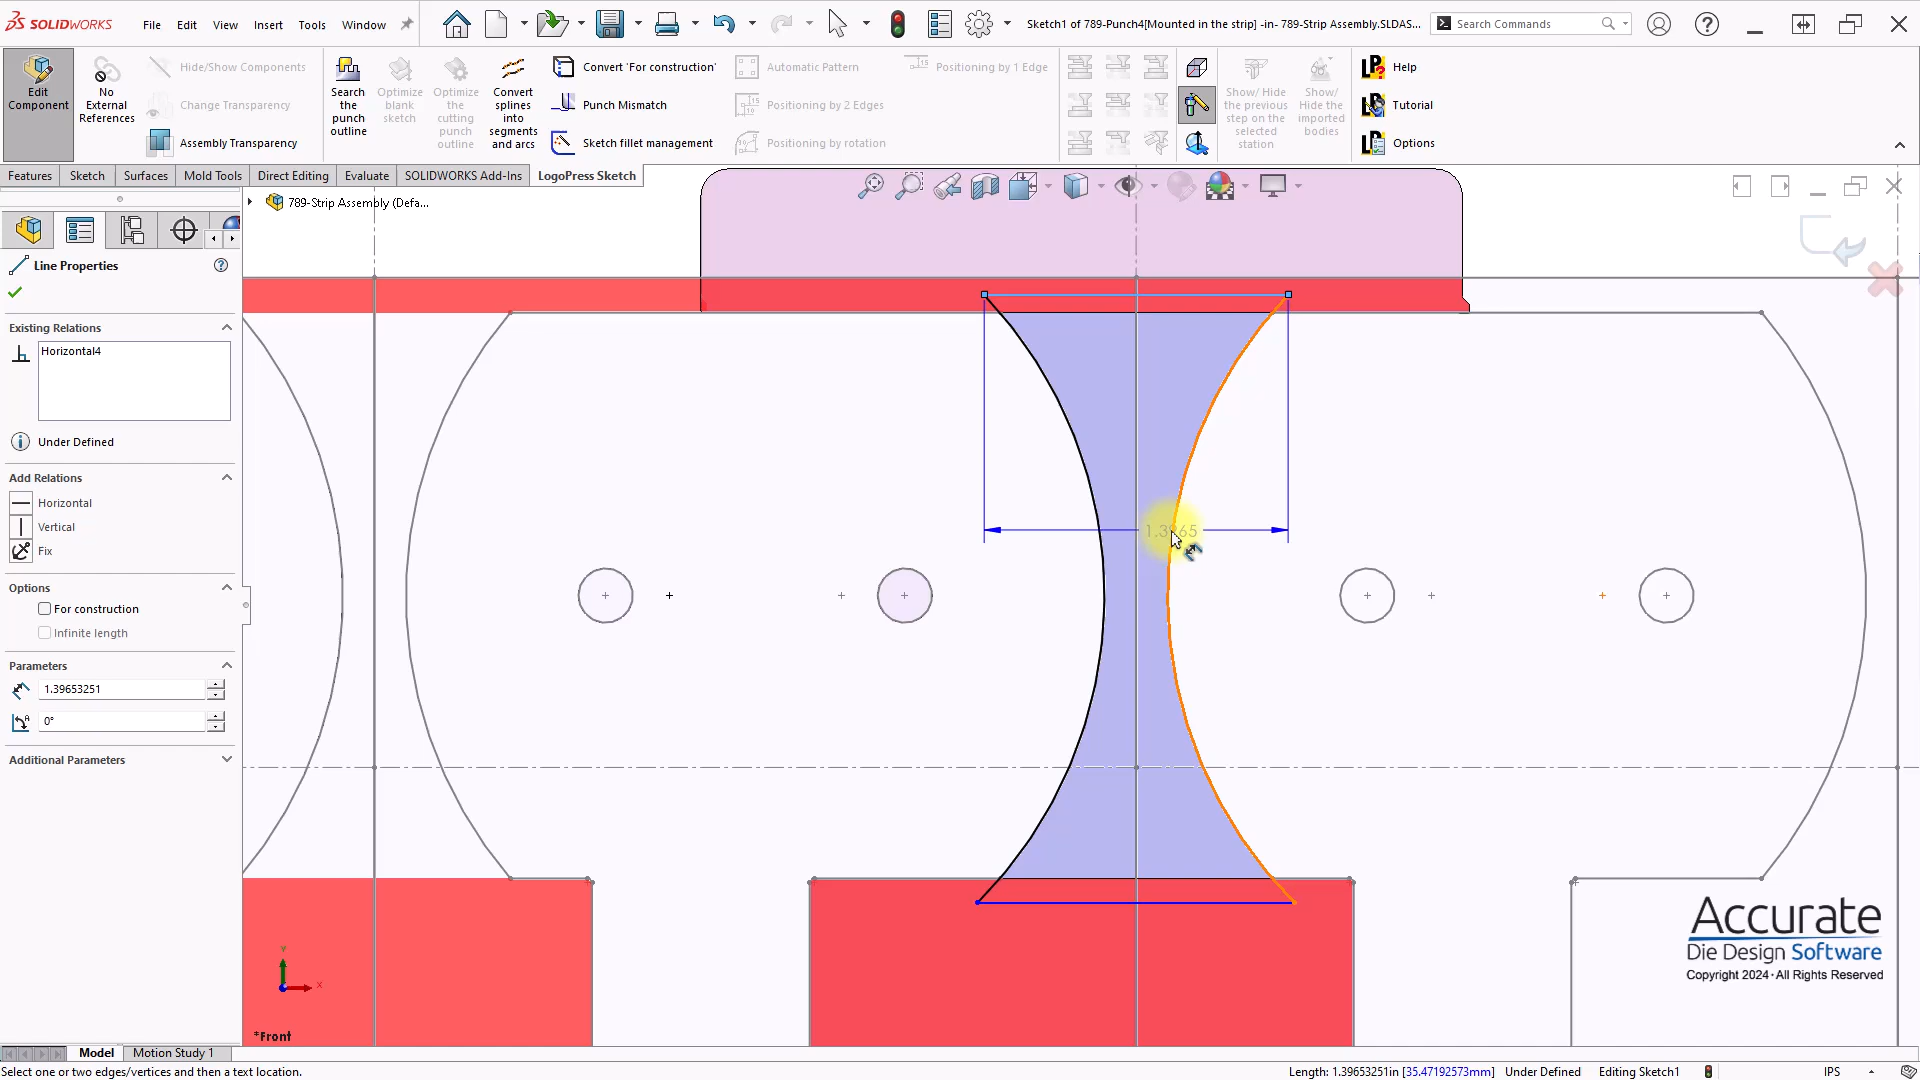 SOLIDWORKS
File
Edit
View
Insert
Tools
Window
Sketch1 of 789-Punch4[Mounted in the strip] -in- 789-Strip Assembly.SLDAS...
Search Commands
Edit
Component
No
External
References
Hide/Show Components
Change Transparency
Assembly Transparency
Search
the
punch
outline
Optimize
blank
sketch
Optimize
the
cutting
punch
outline
Convert
splines
into
segments
and arcs
Convert 'For construction'
Punch Mismatch
Sketch fillet management
Automatic Pattern
Positioning by 2 Edges
Positioning by rotation
Positioning by 1 Edge
Show/ Hide
the previous
step on the
selected
station
Show/
Hide the
imported
bodies
Help
Tutorial
Options
Features
Sketch
Surfaces
Mold Tools
Direct Editing
Evaluate
SOLIDWORKS Add-Ins
LogoPress Sketch
789-Strip Assembly (Defa...
Line Properties
Existing Relations
Horizontal4
Under Defined
Add Relations
Horizontal
Vertical
Fix
Options
For construction
Infinite length
Parameters
1.39653251
0°
Additional Parameters
1.3965
Y
X
*Front
Accurate
Die Design Software
Copyright 2024 · All Rights Reserved
Model
Motion Study 1
Select one or two edges/vertices and then a text location.
Length: 1.39653251in [35.47192573mm]
Under Defined
Editing Sketch1
IPS